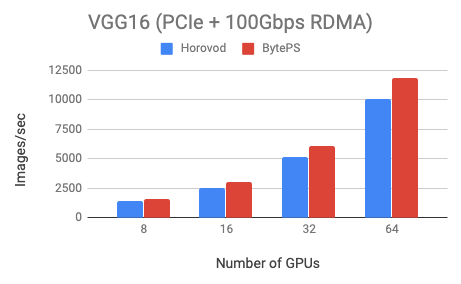 VGG16 (PCIe + 100Gbps RDMA)
Horovod BytePS
12500
10000
7500
5000
2500
0
Images/sec
8 16 32 64
Number of GPUs